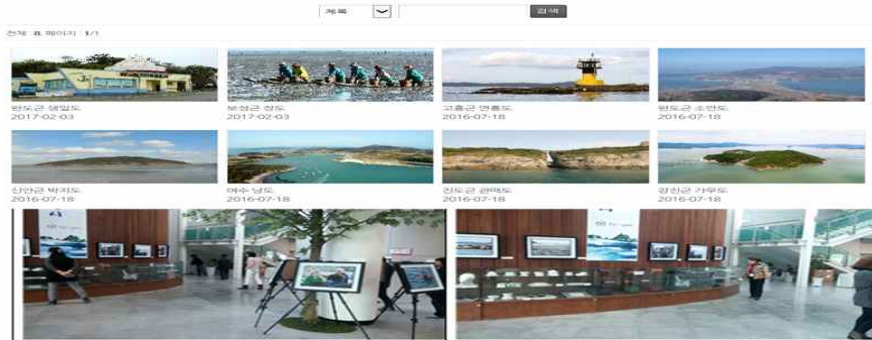 제목 검색
전체 8, 페이지 1/1
완도군 생일도
2017-02-03
보성군 장도
2017-02-03
고흥군 연홍도
2016-07-18
완도군 소안도
2016-07-18
신안군 박지도
2016-07-18
여수 낭도
2016-07-18
진도군 관매도
2016-07-18
강진군 가우도
2016-07-18